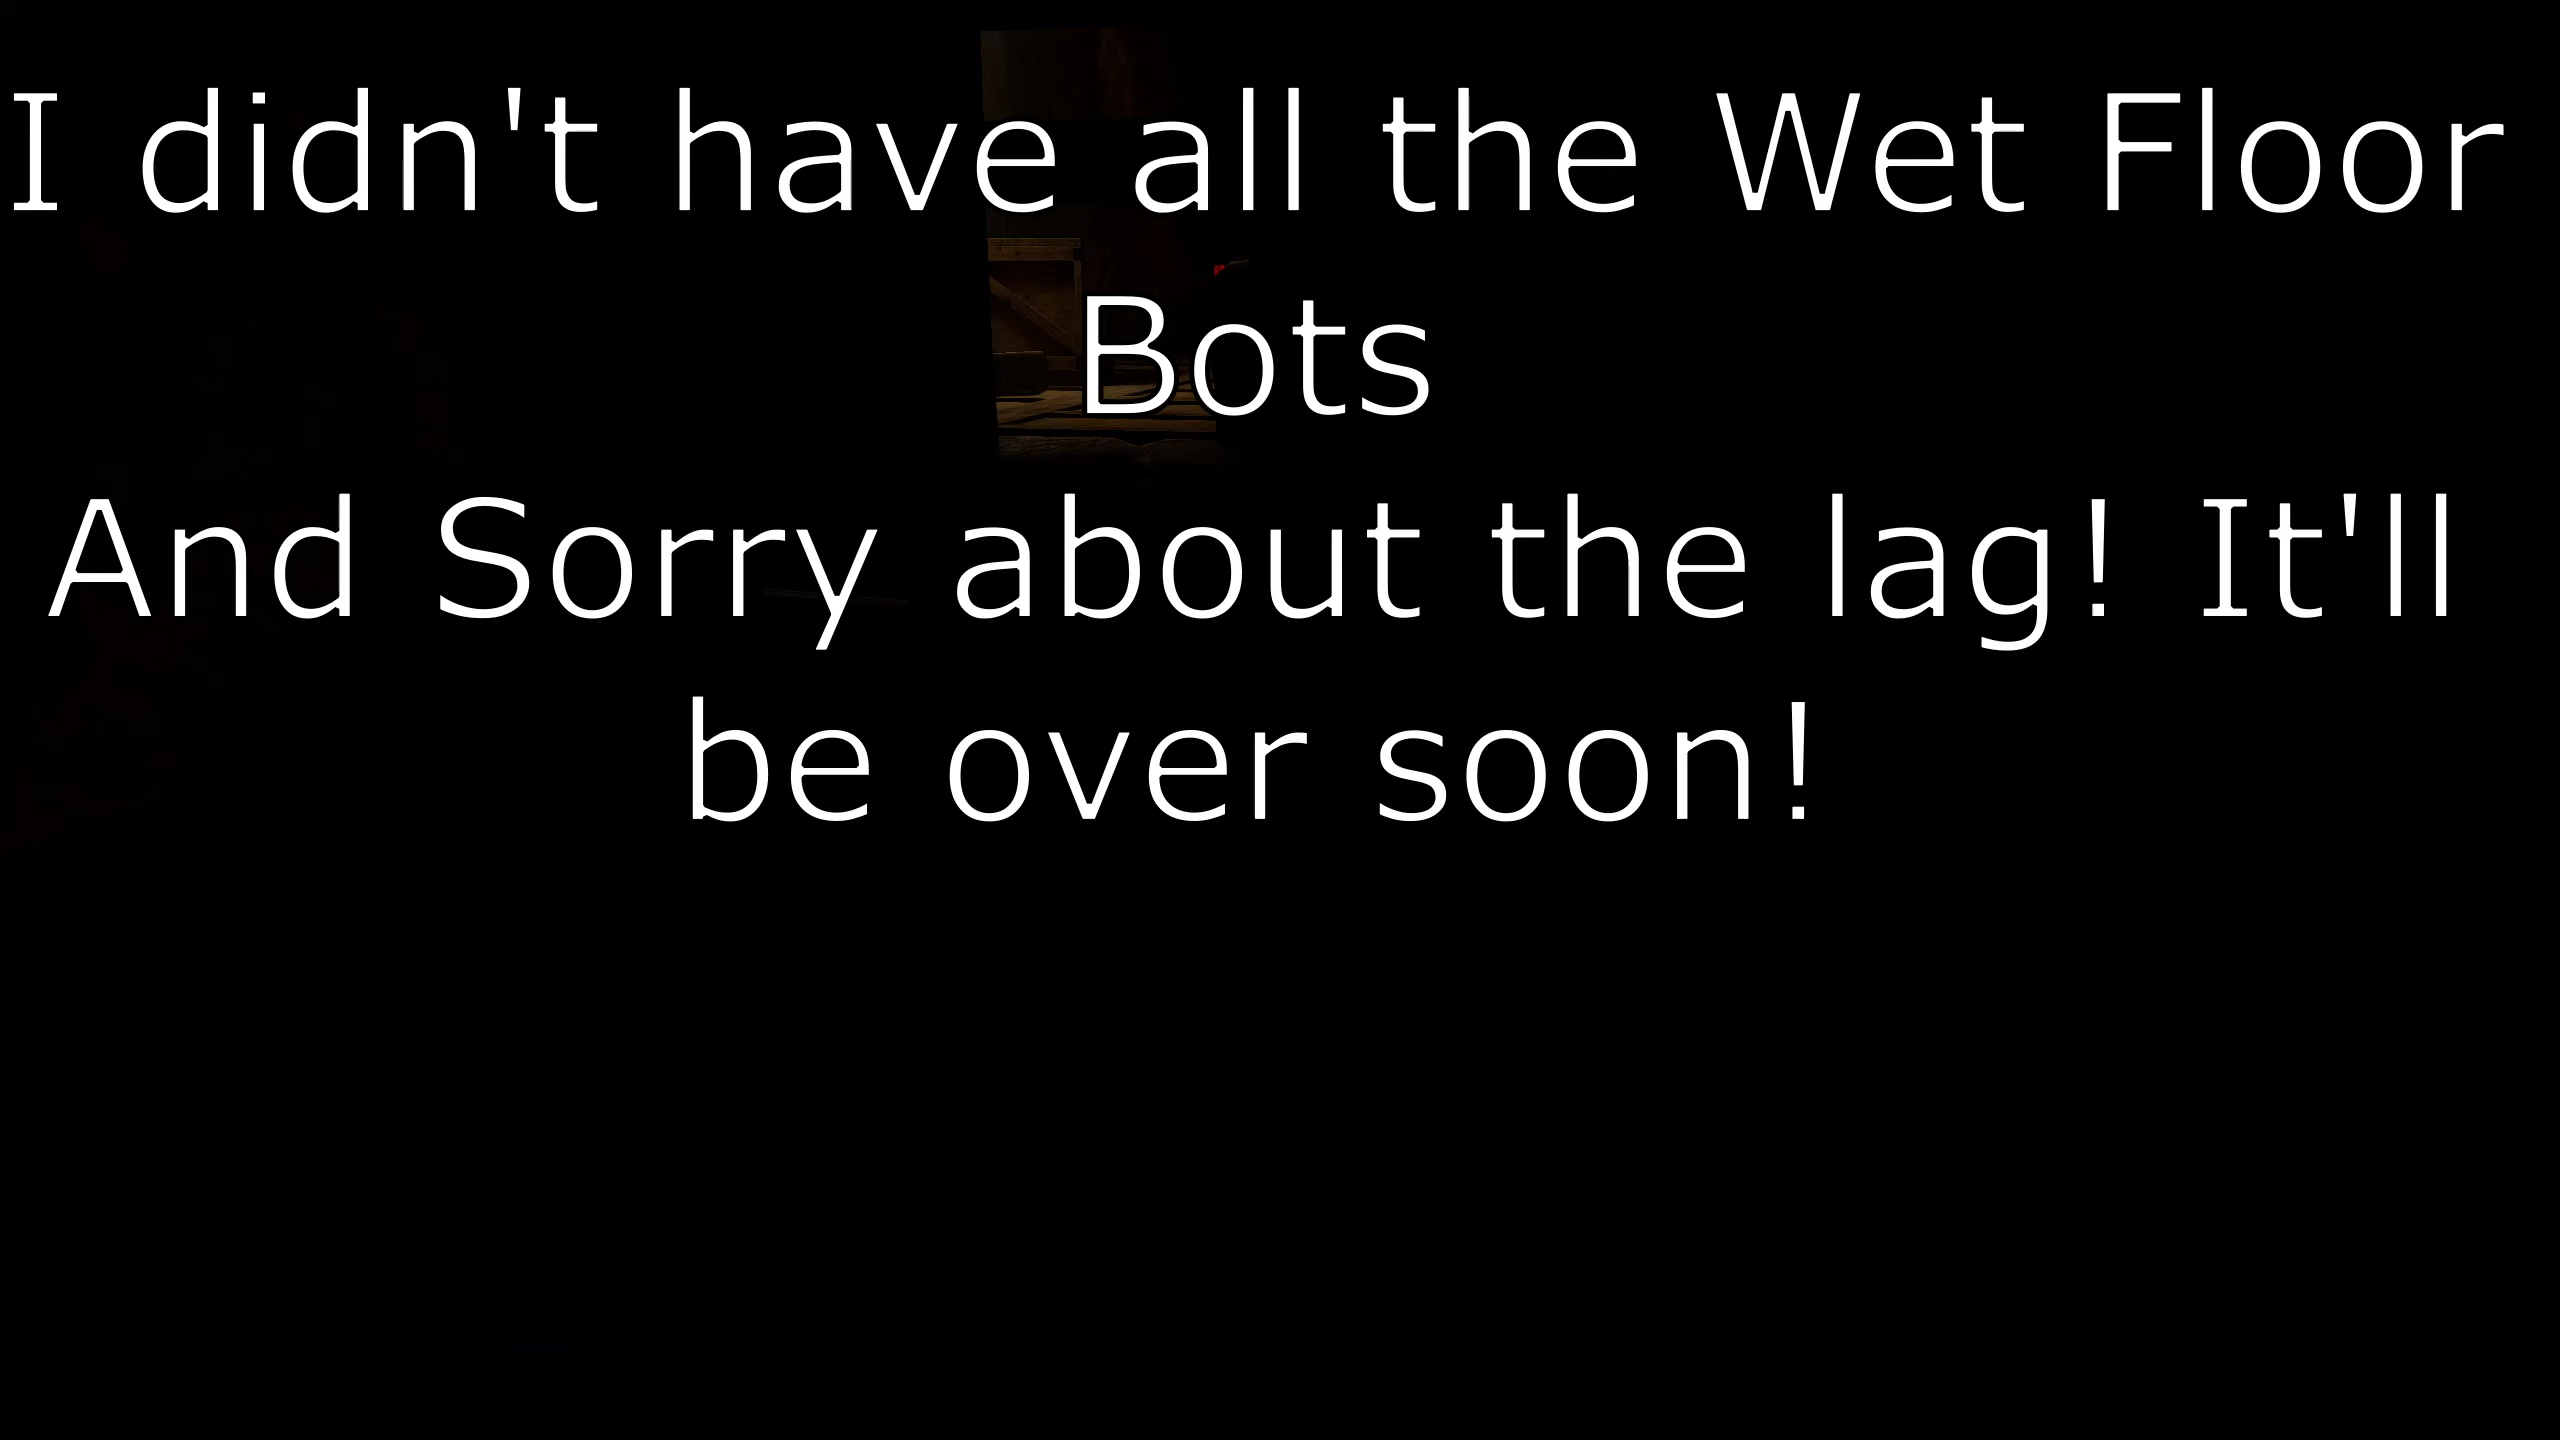 I didn't have all the Wet Floor
Bots
And Sorry about the lag! It'll
be over soon!